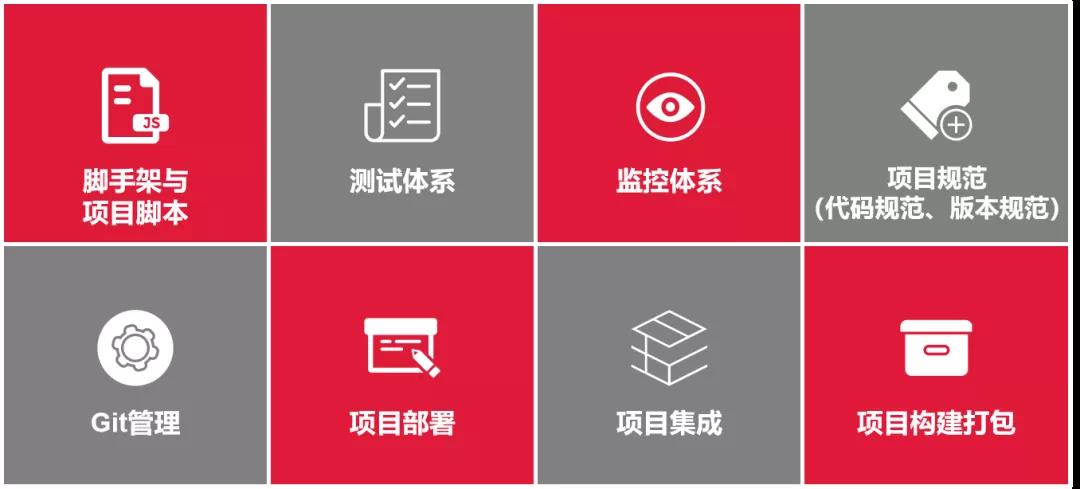 JS
脚手架与
项目脚本
测试体系
监控体系
项目规范
(代码规范、版本规范)
Git管理
项目部署
项目集成
项目构建打包